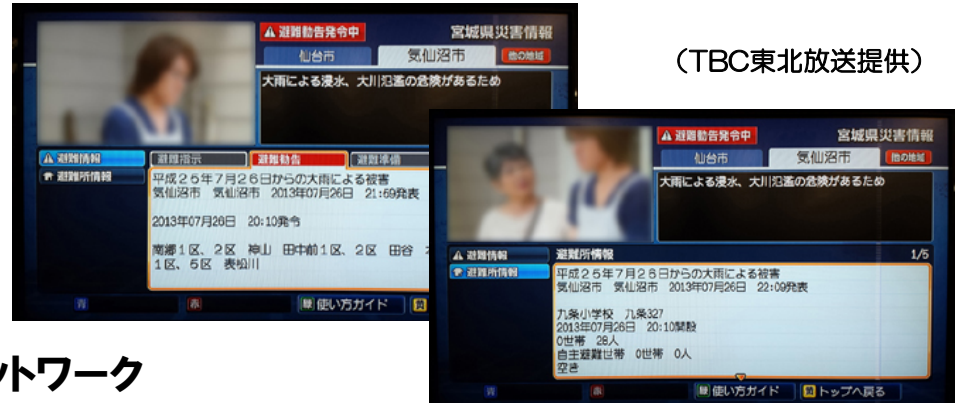 （TBC東北放送提供）
避難勧告発令中
宮城県災害情報
仙台市
気仙沼市
他の地域
大雨による浸水、大川氾濫の危険があるため
避難情報
避難所情報
避難指示
避難勧告
避難準備
平成25年7月26日からの大雨による被害
気仙沼市 気仙沼市 2013年07月26日 21:69発表
2013年07月26日 20:10発令
南郷1区、2区 神山 田中前1区、2区 田谷
1区、5区 表松川
青
赤
緑 使い方ガイド
黄
避難勧告発令中
宮城県災害情報
仙台市
気仙沼市
他の地域
大雨による浸水、大川氾濫の危険があるため
避難情報
避難所情報
避難所情報 1/5
平成25年7月26日からの大雨による被害
気仙沼市 気仙沼市 2013年07月26日 22:09発表
九条小学校 九条327
2013年07月26日 20:10開設
0世帯 28人
自主避難世帯 0世帯 0人
空き
青
赤
緑 使い方ガイド
黄 トップへ戻る
ットワーク